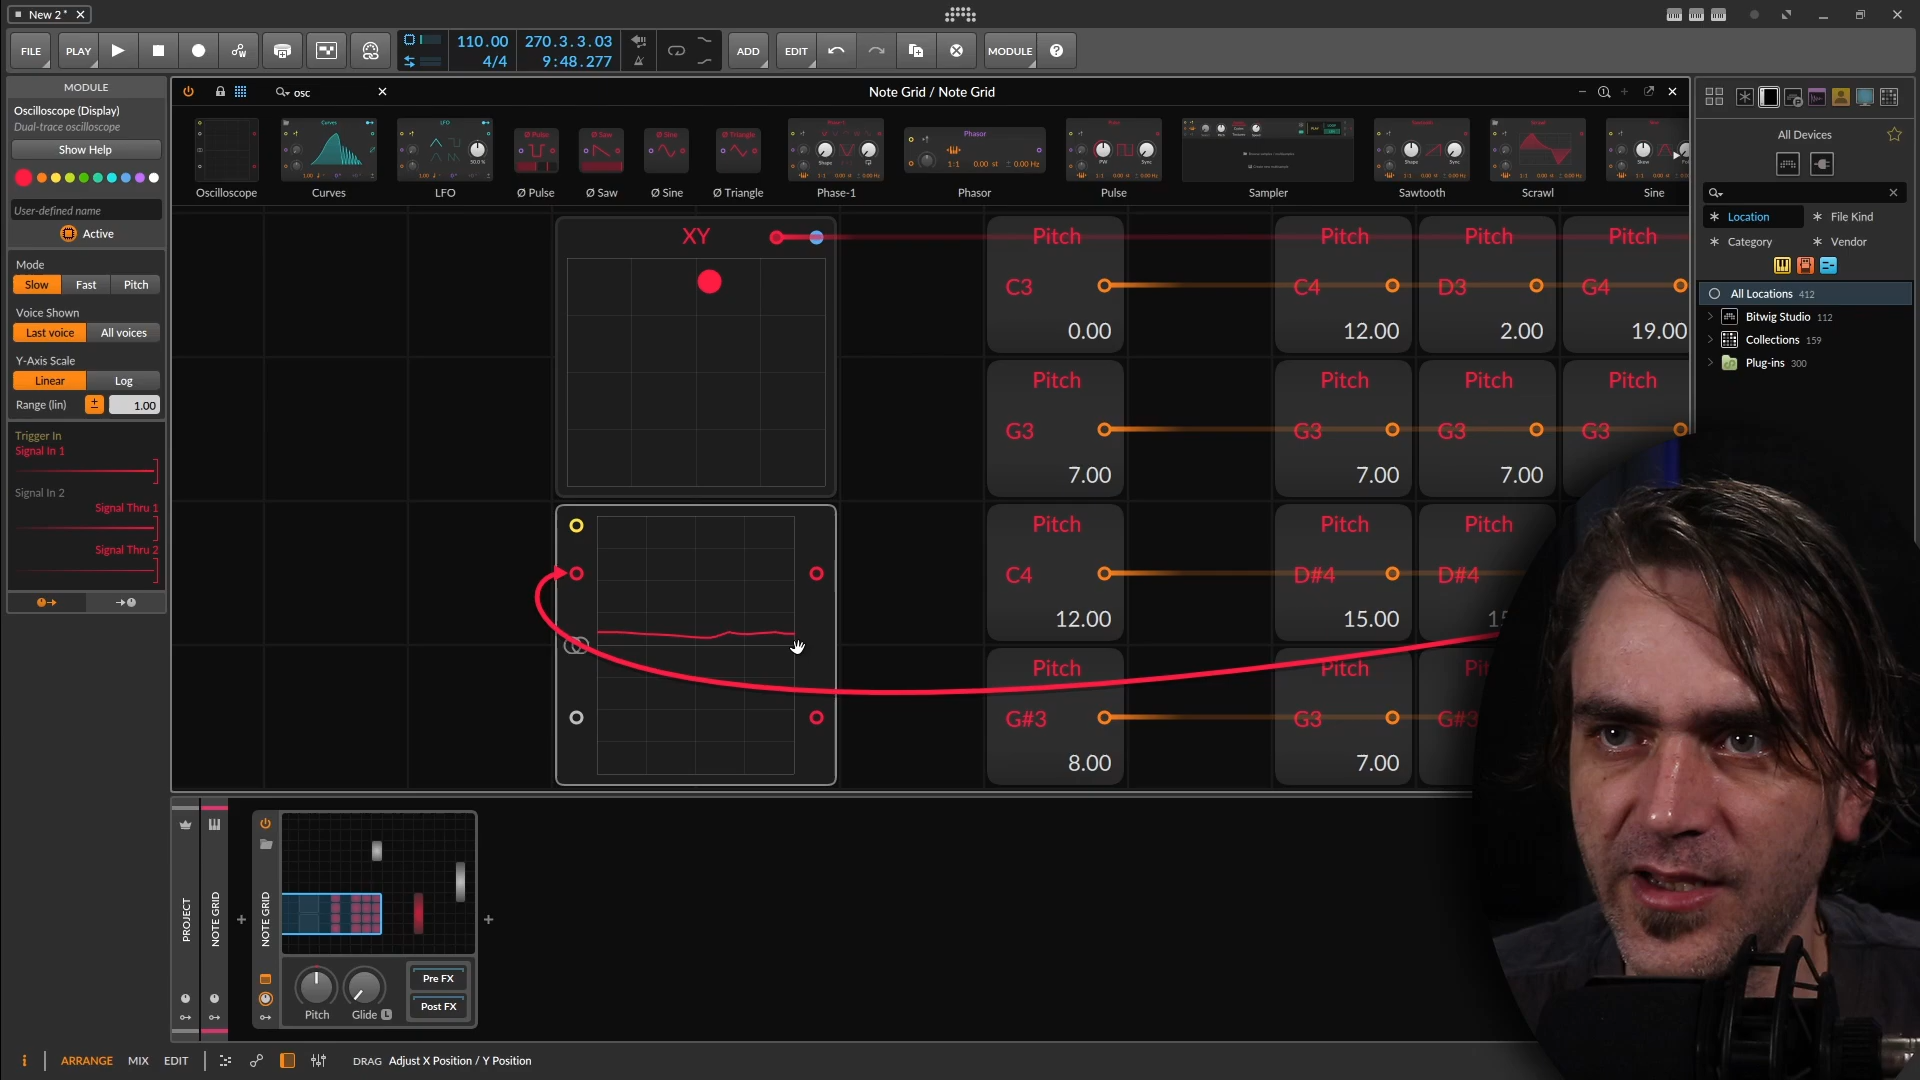 New 2*
FILE
PLAY
110.00
4/4
270.3.3.03
9:48.277
ADD
EDIT
MODULE
?
MODULE
Oscilloscope (Display)
Dual-trace oscilloscope
Show Help
User-defined name
Active
Mode
Slow Fast Pitch
Voice Shown
Last voice All voices
Y-Axis Scale
Linear Log
Range (lin) ± 1.00
Trigger In
Signal In 1
Signal In 2
Signal Thru 1
Signal Thru 2
osc
Note Grid / Note Grid
Oscilloscope
Curves
LFO
Ø Pulse
Ø Saw
Ø Sine
Ø Triangle
Phase-1
Phasor
Pulse
Sampler
Sawtooth
Scrawl
Sine
XY
Pitch Pitch Pitch Pitch
C3 C4 D3 G4
0.00 12.00 2.00 19.00
Pitch Pitch Pitch Pitch
G3 G3 G3 G3
7.00 7.00 7.00
Pitch Pitch Pitch
C4 D#4 D#4
12.00 15.00
Pitch Pitch
G#3 G3 G#3
8.00 7.00
All Devices
Location File Kind
Category Vendor
All Locations 412
Bitwig Studio 112
Collections 159
Plug-ins 300
PROJECT
NOTE GRID
NOTE GRID
Pitch
Glide L
Pre FX
Post FX
i
ARRANGE MIX EDIT
DRAG Adjust X Position / Y Position